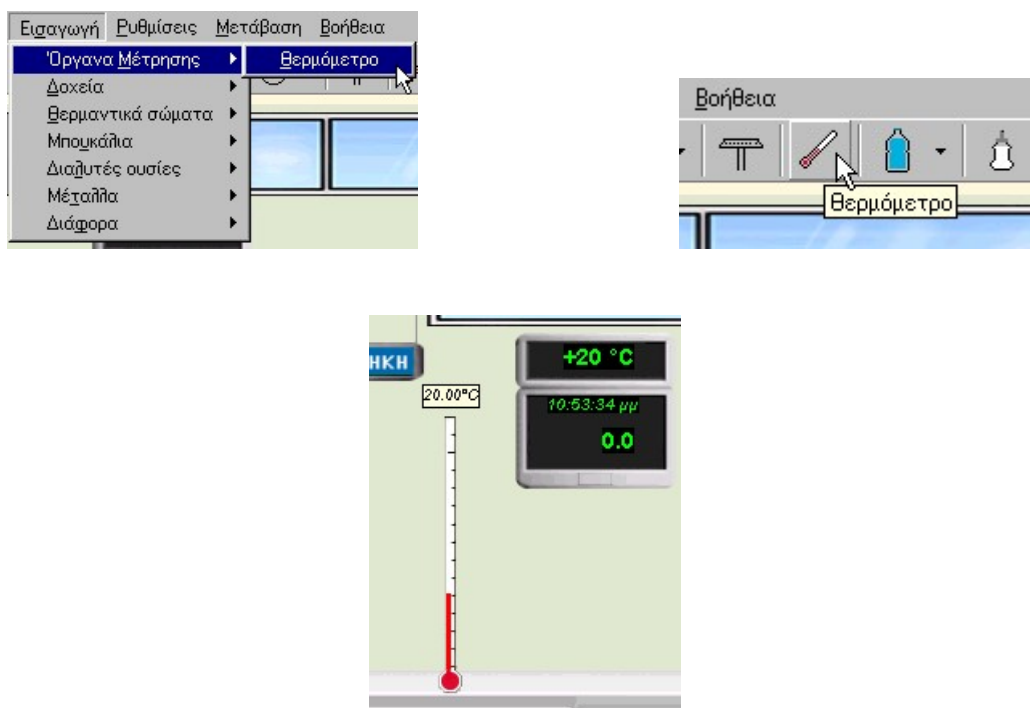 Εισαγωγή Ρυθμίσεις Μετάβαση Βοήθεια
Όργανα Μέτρησης Θερμόμετρο
Δοχεία
Θερμαντικά σώματα
Μπουκάλια
Διαλυτές ουσίες
Μέταλλα
Διάφορα
Βοήθεια
Θερμόμετρο
ΗΚΗ
+20 °C
20.00°C
10:53:34 μμ
0.0